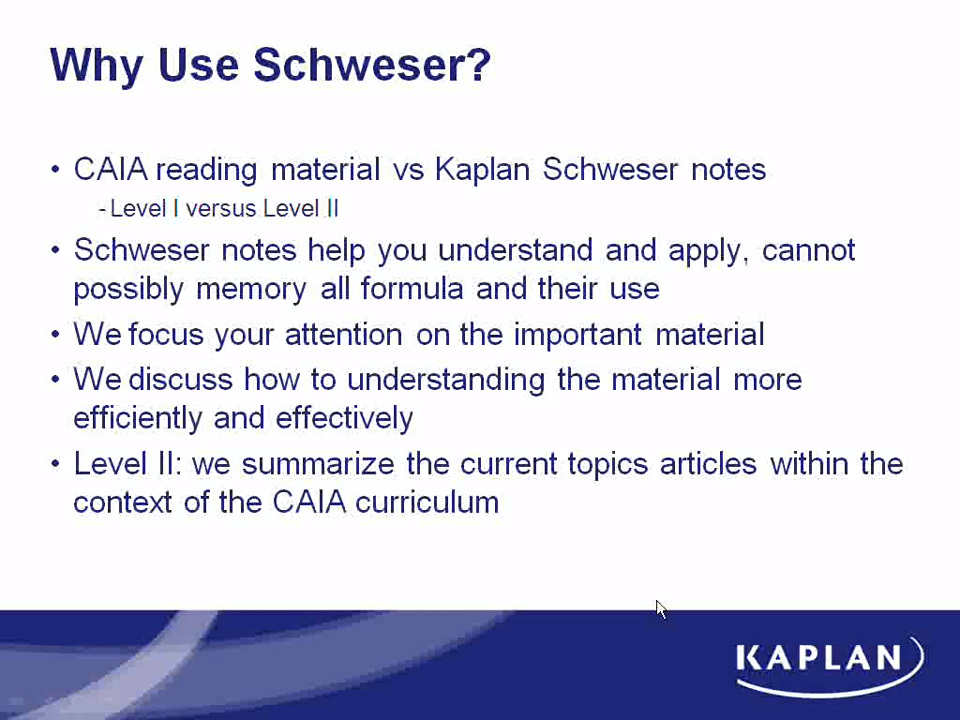 Why Use Schweser?
• CAIA reading material vs Kaplan Schweser notes
- Level I versus Level II
• Schweser notes help you understand and apply, cannot
possibly memory all formula and their use
• We focus your attention on the important material
• We discuss how to understanding the material more
efficiently and effectively
• Level II: we summarize the current topics articles within the
context of the CAIA curriculum
KAPLAN